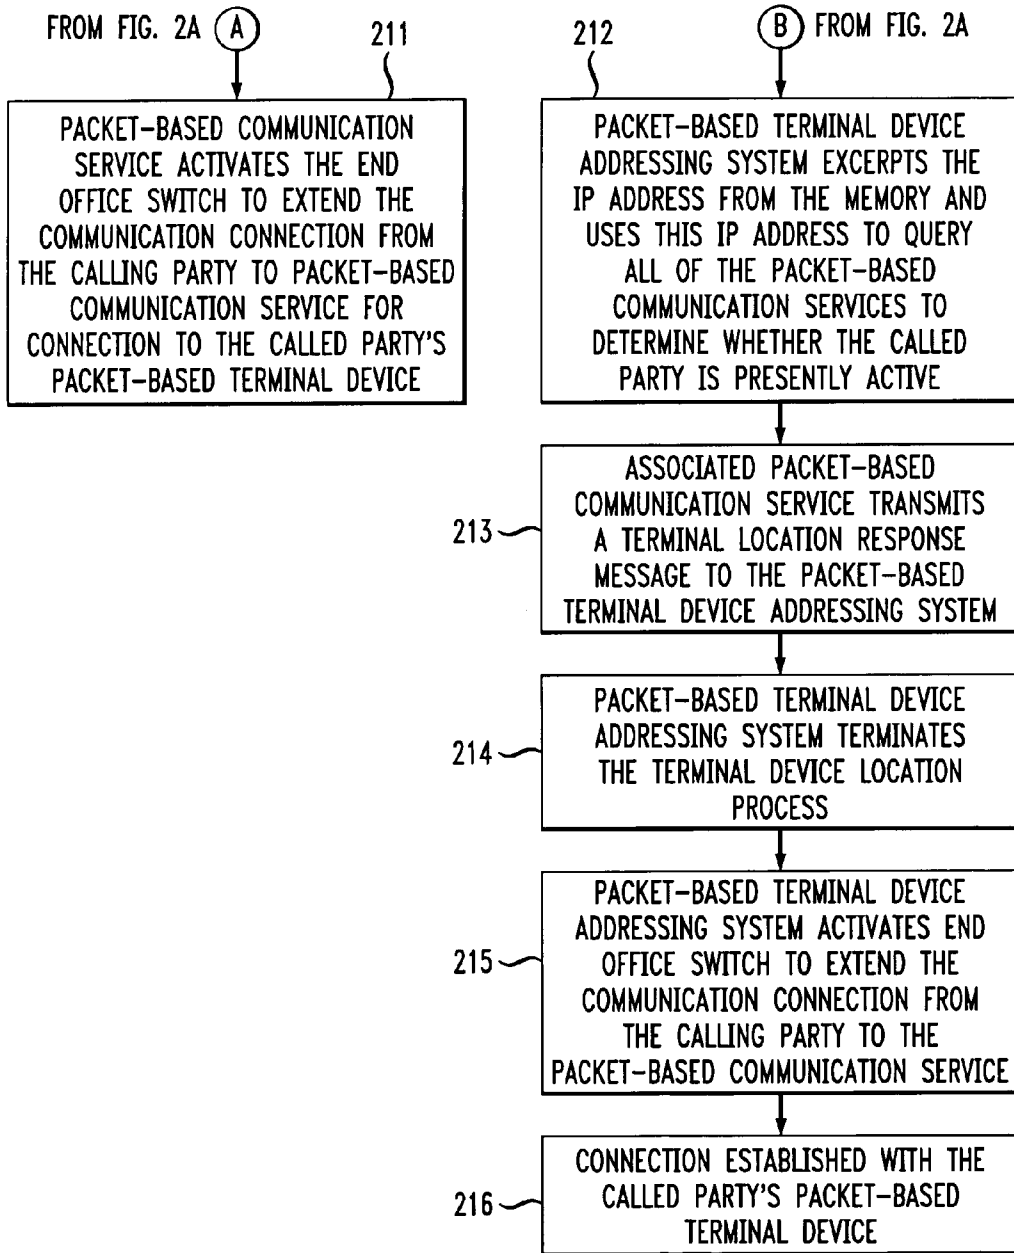 FROM FIG. 2A
A
211
PACKET-BASED COMMUNICATION
SERVICE ACTIVATES THE END
OFFICE SWITCH TO EXTEND THE
COMMUNICATION CONNECTION FROM
THE CALLING PARTY TO PACKET-BASED
COMMUNICATION SERVICE FOR
CONNECTION TO THE CALLED PARTY'S
PACKET-BASED TERMINAL DEVICE
212
B
FROM FIG. 2A
PACKET-BASED TERMINAL DEVICE
ADDRESSING SYSTEM EXCERPTS THE
IP ADDRESS FROM THE MEMORY AND
USES THIS IP ADDRESS TO QUERY
ALL OF THE PACKET-BASED
COMMUNICATION SERVICES TO
DETERMINE WHETHER THE CALLED
PARTY IS PRESENTLY ACTIVE
213
ASSOCIATED PACKET-BASED
COMMUNICATION SERVICE TRANSMITS
A TERMINAL LOCATION RESPONSE
MESSAGE TO THE PACKET-BASED
TERMINAL DEVICE ADDRESSING SYSTEM
214
PACKET-BASED TERMINAL DEVICE
ADDRESSING SYSTEM TERMINATES
THE TERMINAL DEVICE LOCATION
PROCESS
215
PACKET-BASED TERMINAL DEVICE
ADDRESSING SYSTEM ACTIVATES END
OFFICE SWITCH TO EXTEND THE
COMMUNICATION CONNECTION FROM
THE CALLING PARTY TO THE
PACKET-BASED COMMUNICATION SERVICE
216
CONNECTION ESTABLISHED WITH THE
CALLED PARTY'S PACKET-BASED
TERMINAL DEVICE